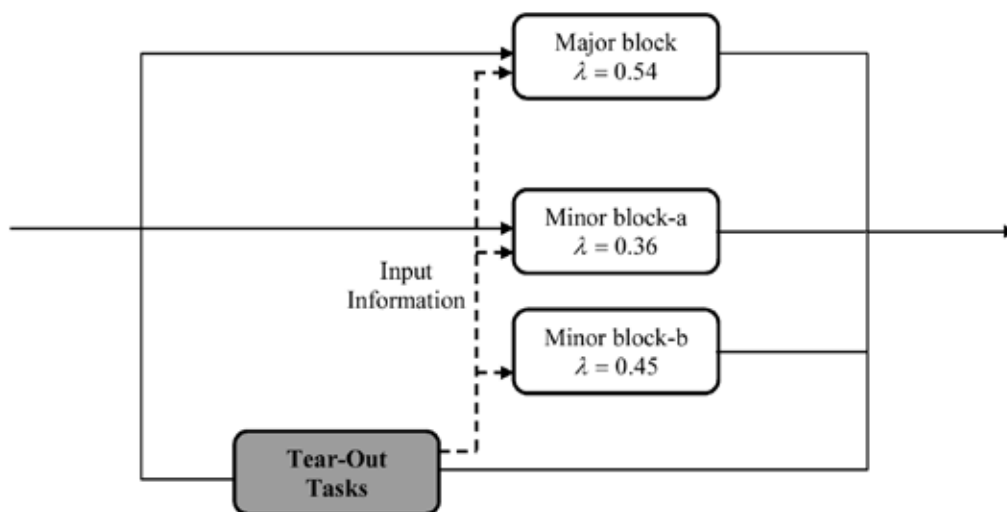 Major block
λ = 0.54
Minor block-a
λ = 0.36
Input
Information
Minor block-b
λ = 0.45
Tear-Out
Tasks